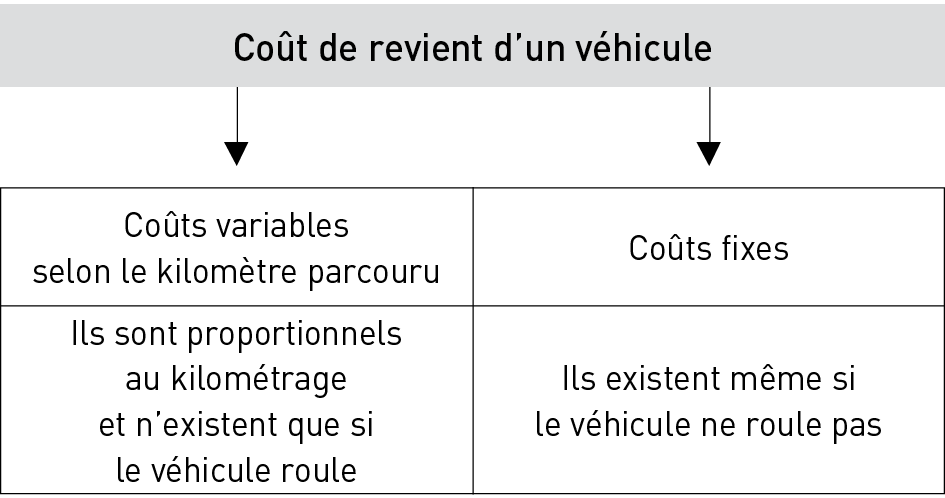 Coût de revient d’un véhicule
Coûts variables
selon le kilomètre parcouru
Coûts fixes
Ils sont proportionnels
au kilométrage
et n’existent que si
le véhicule roule
Ils existent même si
le véhicule ne roule pas